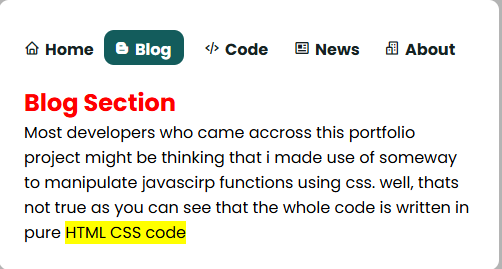 Home Blog </> Code News About
Blog Section
Most developers who came accross this portfolio
project might be thinking that i made use of someway
to manipulate javascirp functions using css. well, thats
not true as you can see that the whole code is written in
pure HTML CSS code